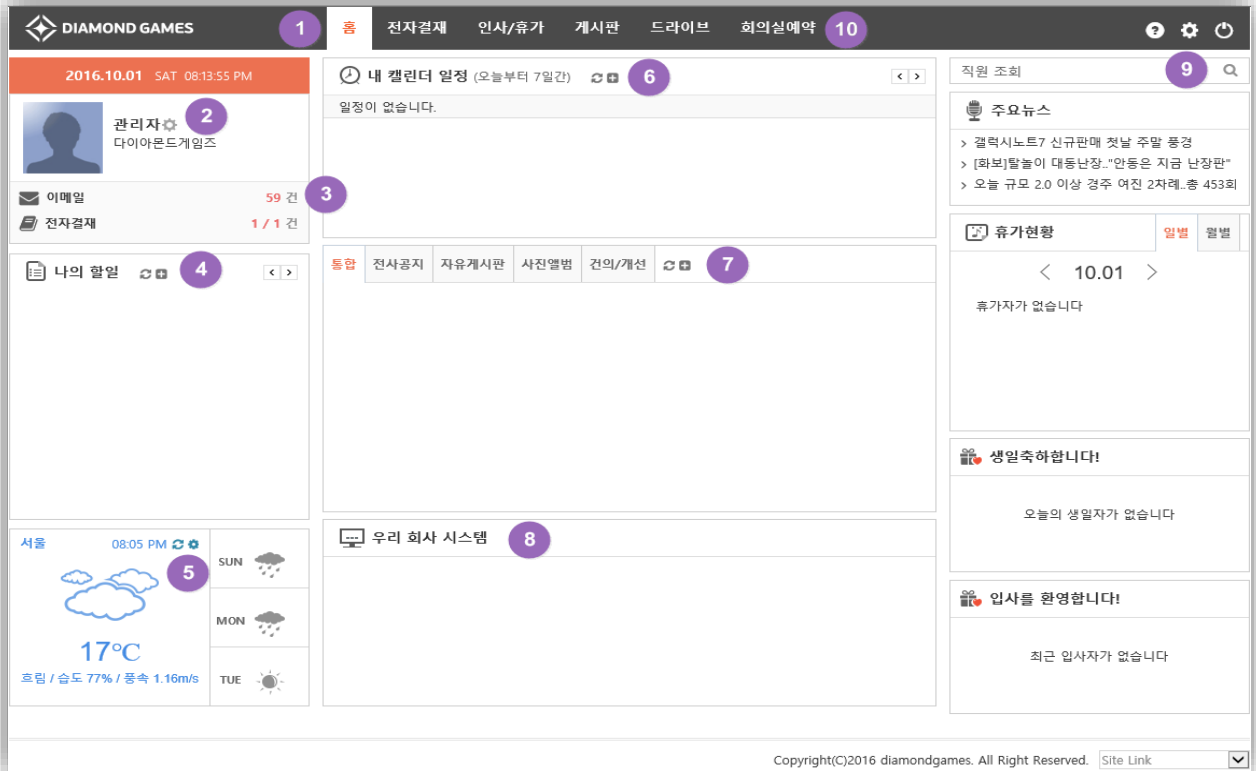 DIAMOND GAMES
1
홈
전자결재
인사/휴가
게시판
드라이브
회의실예약
10
?
2016.10.01 SAT 08:13:55 PM
관리자
2
다이아몬드게임즈
이메일
59 건
3
전자결재
1 / 1 건
나의 할일
4
서울
08:05 PM
5
17℃
흐림 / 습도 77% / 풍속 1.16m/s
SUN
MON
TUE
내 캘린더 일정 (오늘부터 7일간)
6
일정이 없습니다.
통합
전사공지
자유게시판
사진앨범
건의/개선
7
우리 회사 시스템
8
직원 조회
9
주요뉴스
> 갤럭시노트7 신규판매 첫날 주말 풍경
> [화보]탈놀이 대동난장.."안동은 지금 난장판"
> 오늘 규모 2.0 이상 경주 여진 2차례..총 453회
휴가현황
일별
월별
< 10.01 >
휴가자가 없습니다
생일축하합니다!
오늘의 생일자가 없습니다
입사를 환영합니다!
최근 입사자가 없습니다
Copyright(C)2016 diamondgames. All Right Reserved.
Site Link